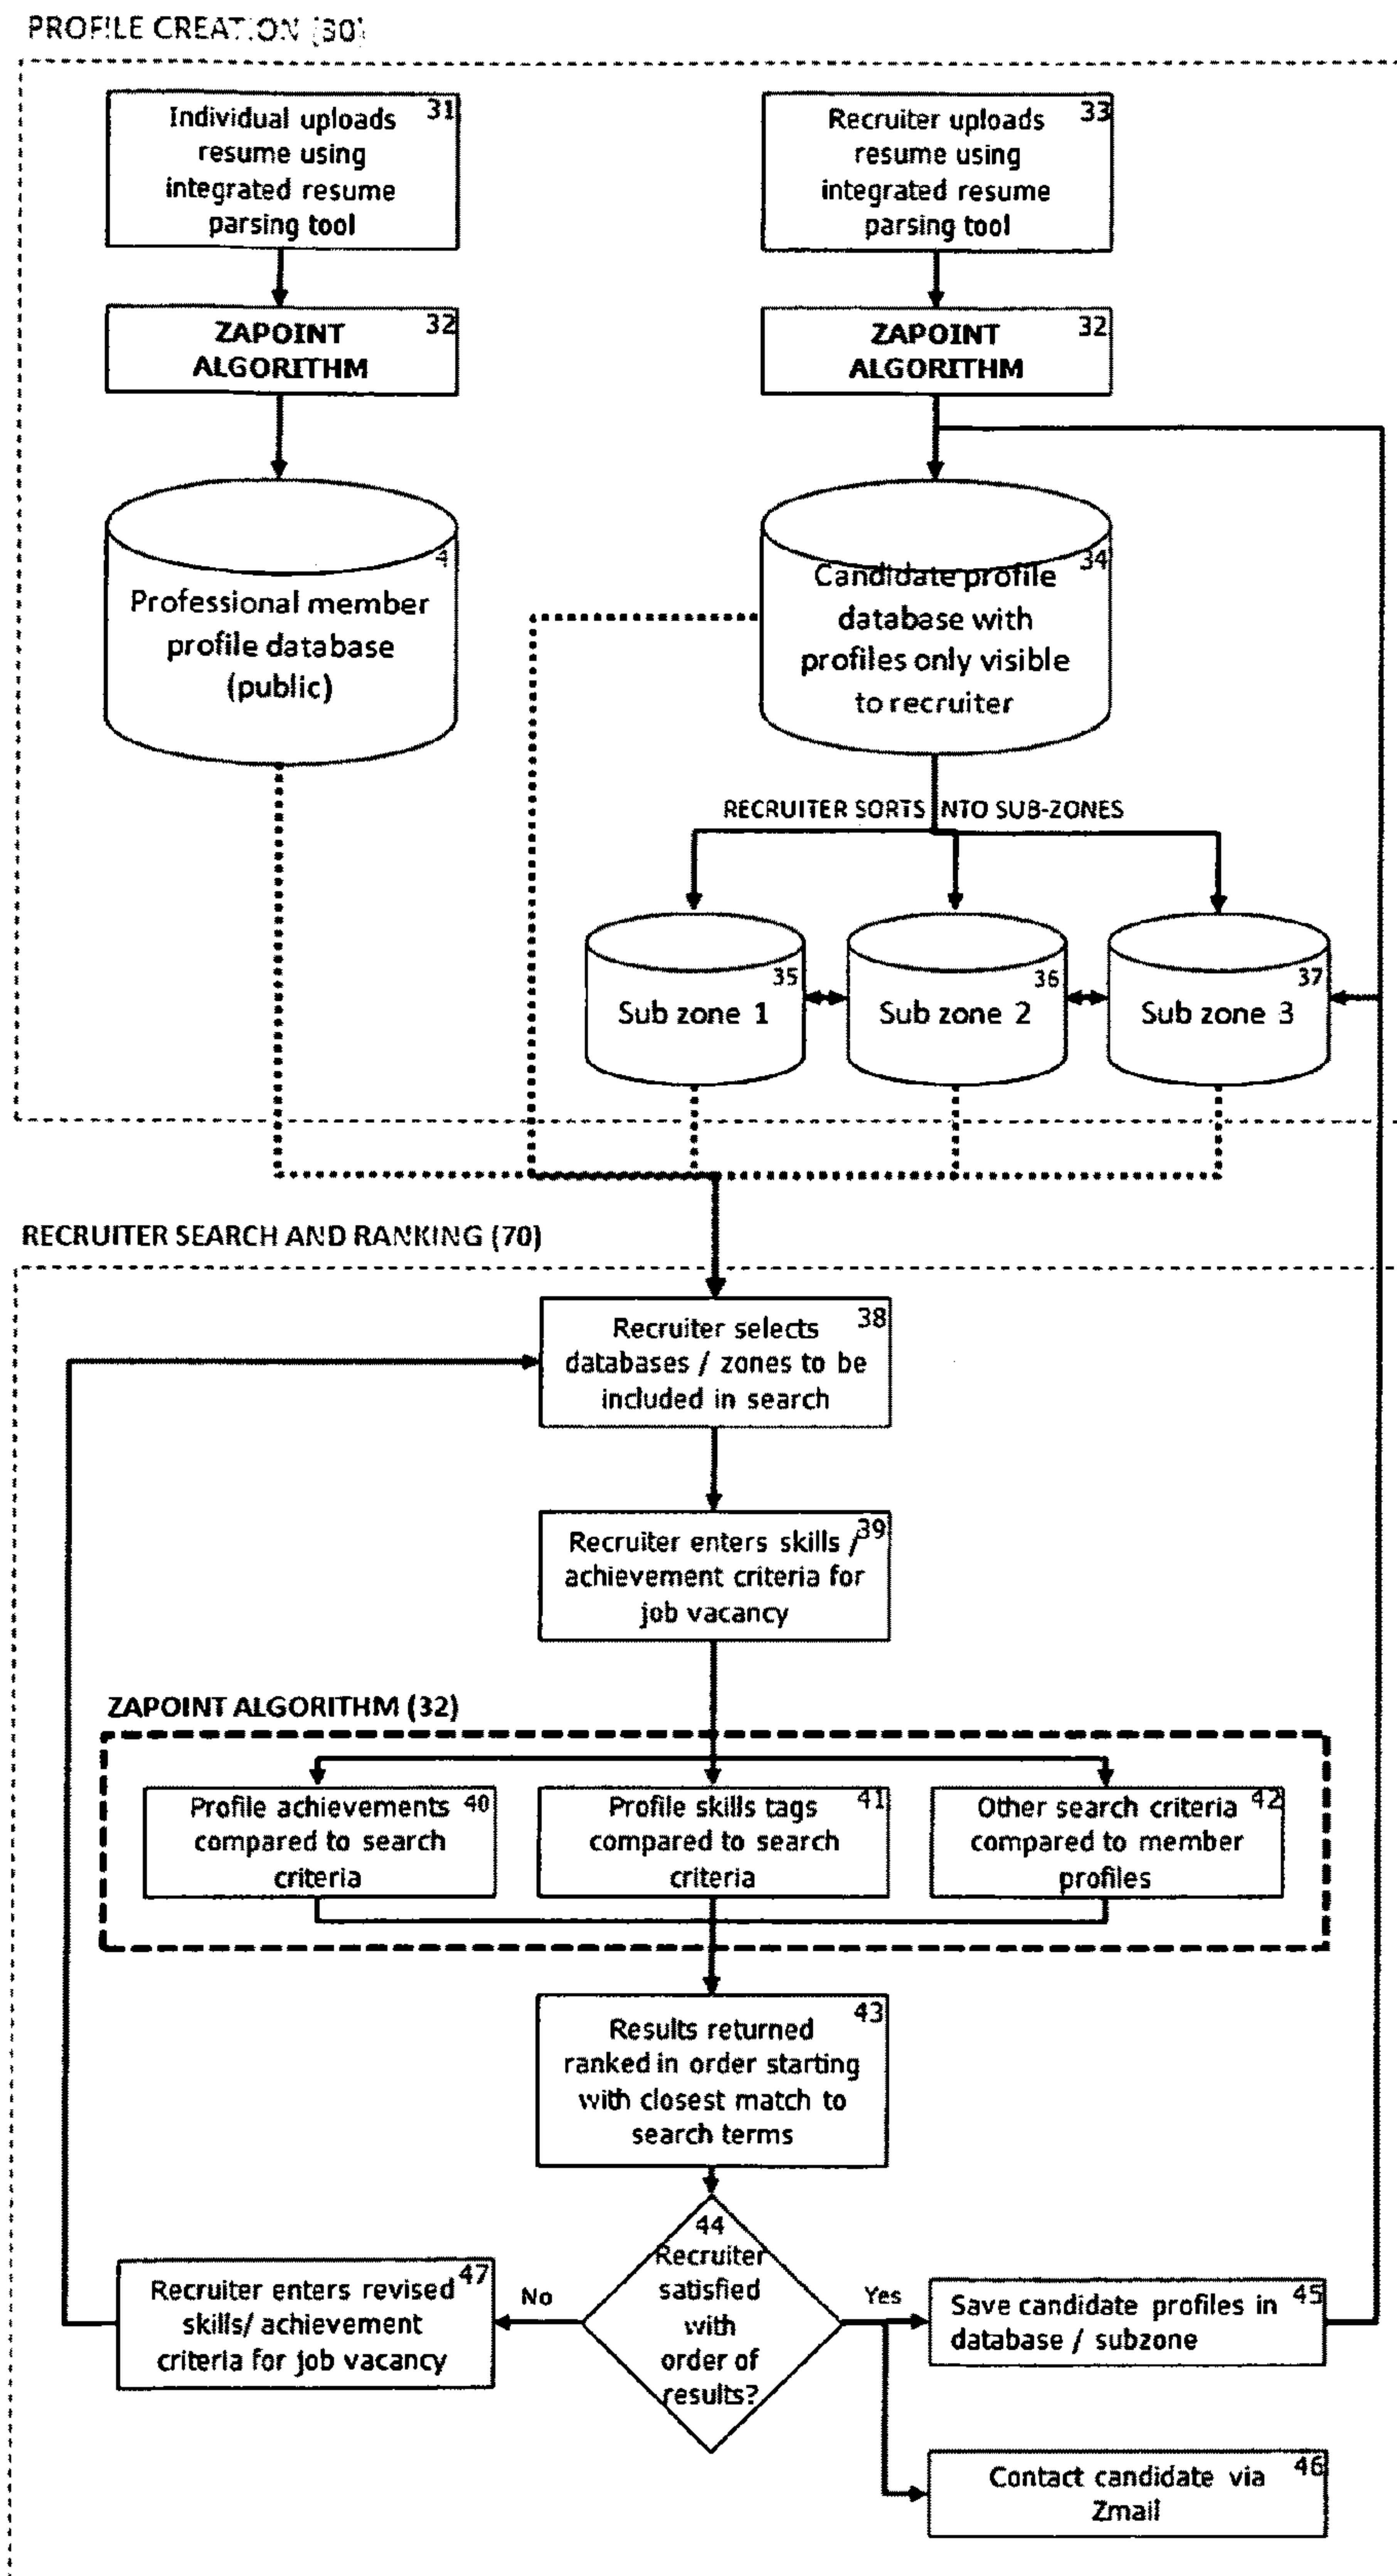 PROFILE CREATION (30)
31
Individual uploads
resume using
integrated resume
parsing tool
33
Recruiter uploads
resume using
integrated resume
parsing tool
32
ZAPOINT
ALGORITHM
32
ZAPOINT
ALGORITHM
4
Professional member
profile database
(public)
34
Candidate profile
database with
profiles only visible
to recruiter
RECRUITER SORTS INTO SUB-ZONES
35
Sub zone 1
36
Sub zone 2
37
Sub zone 3
RECRUITER SEARCH AND RANKING (70)
38
Recruiter selects
databases / zones to be
included in search
39
Recruiter enters skills /
achievement criteria for
job vacancy
ZAPOINT ALGORITHM (32)
40
Profile achievements
compared to search
criteria
41
Profile skills tags
compared to search
criteria
42
Other search criteria
compared to member
profiles
43
Results returned
ranked in order starting
with closest match to
search terms
44
Recruiter
satisfied
with
order of
results?
No
Yes
47
Recruiter enters revised
skills/ achievement
criteria for job vacancy
45
Save candidate profiles in
database / subzone
46
Contact candidate via
Zmail